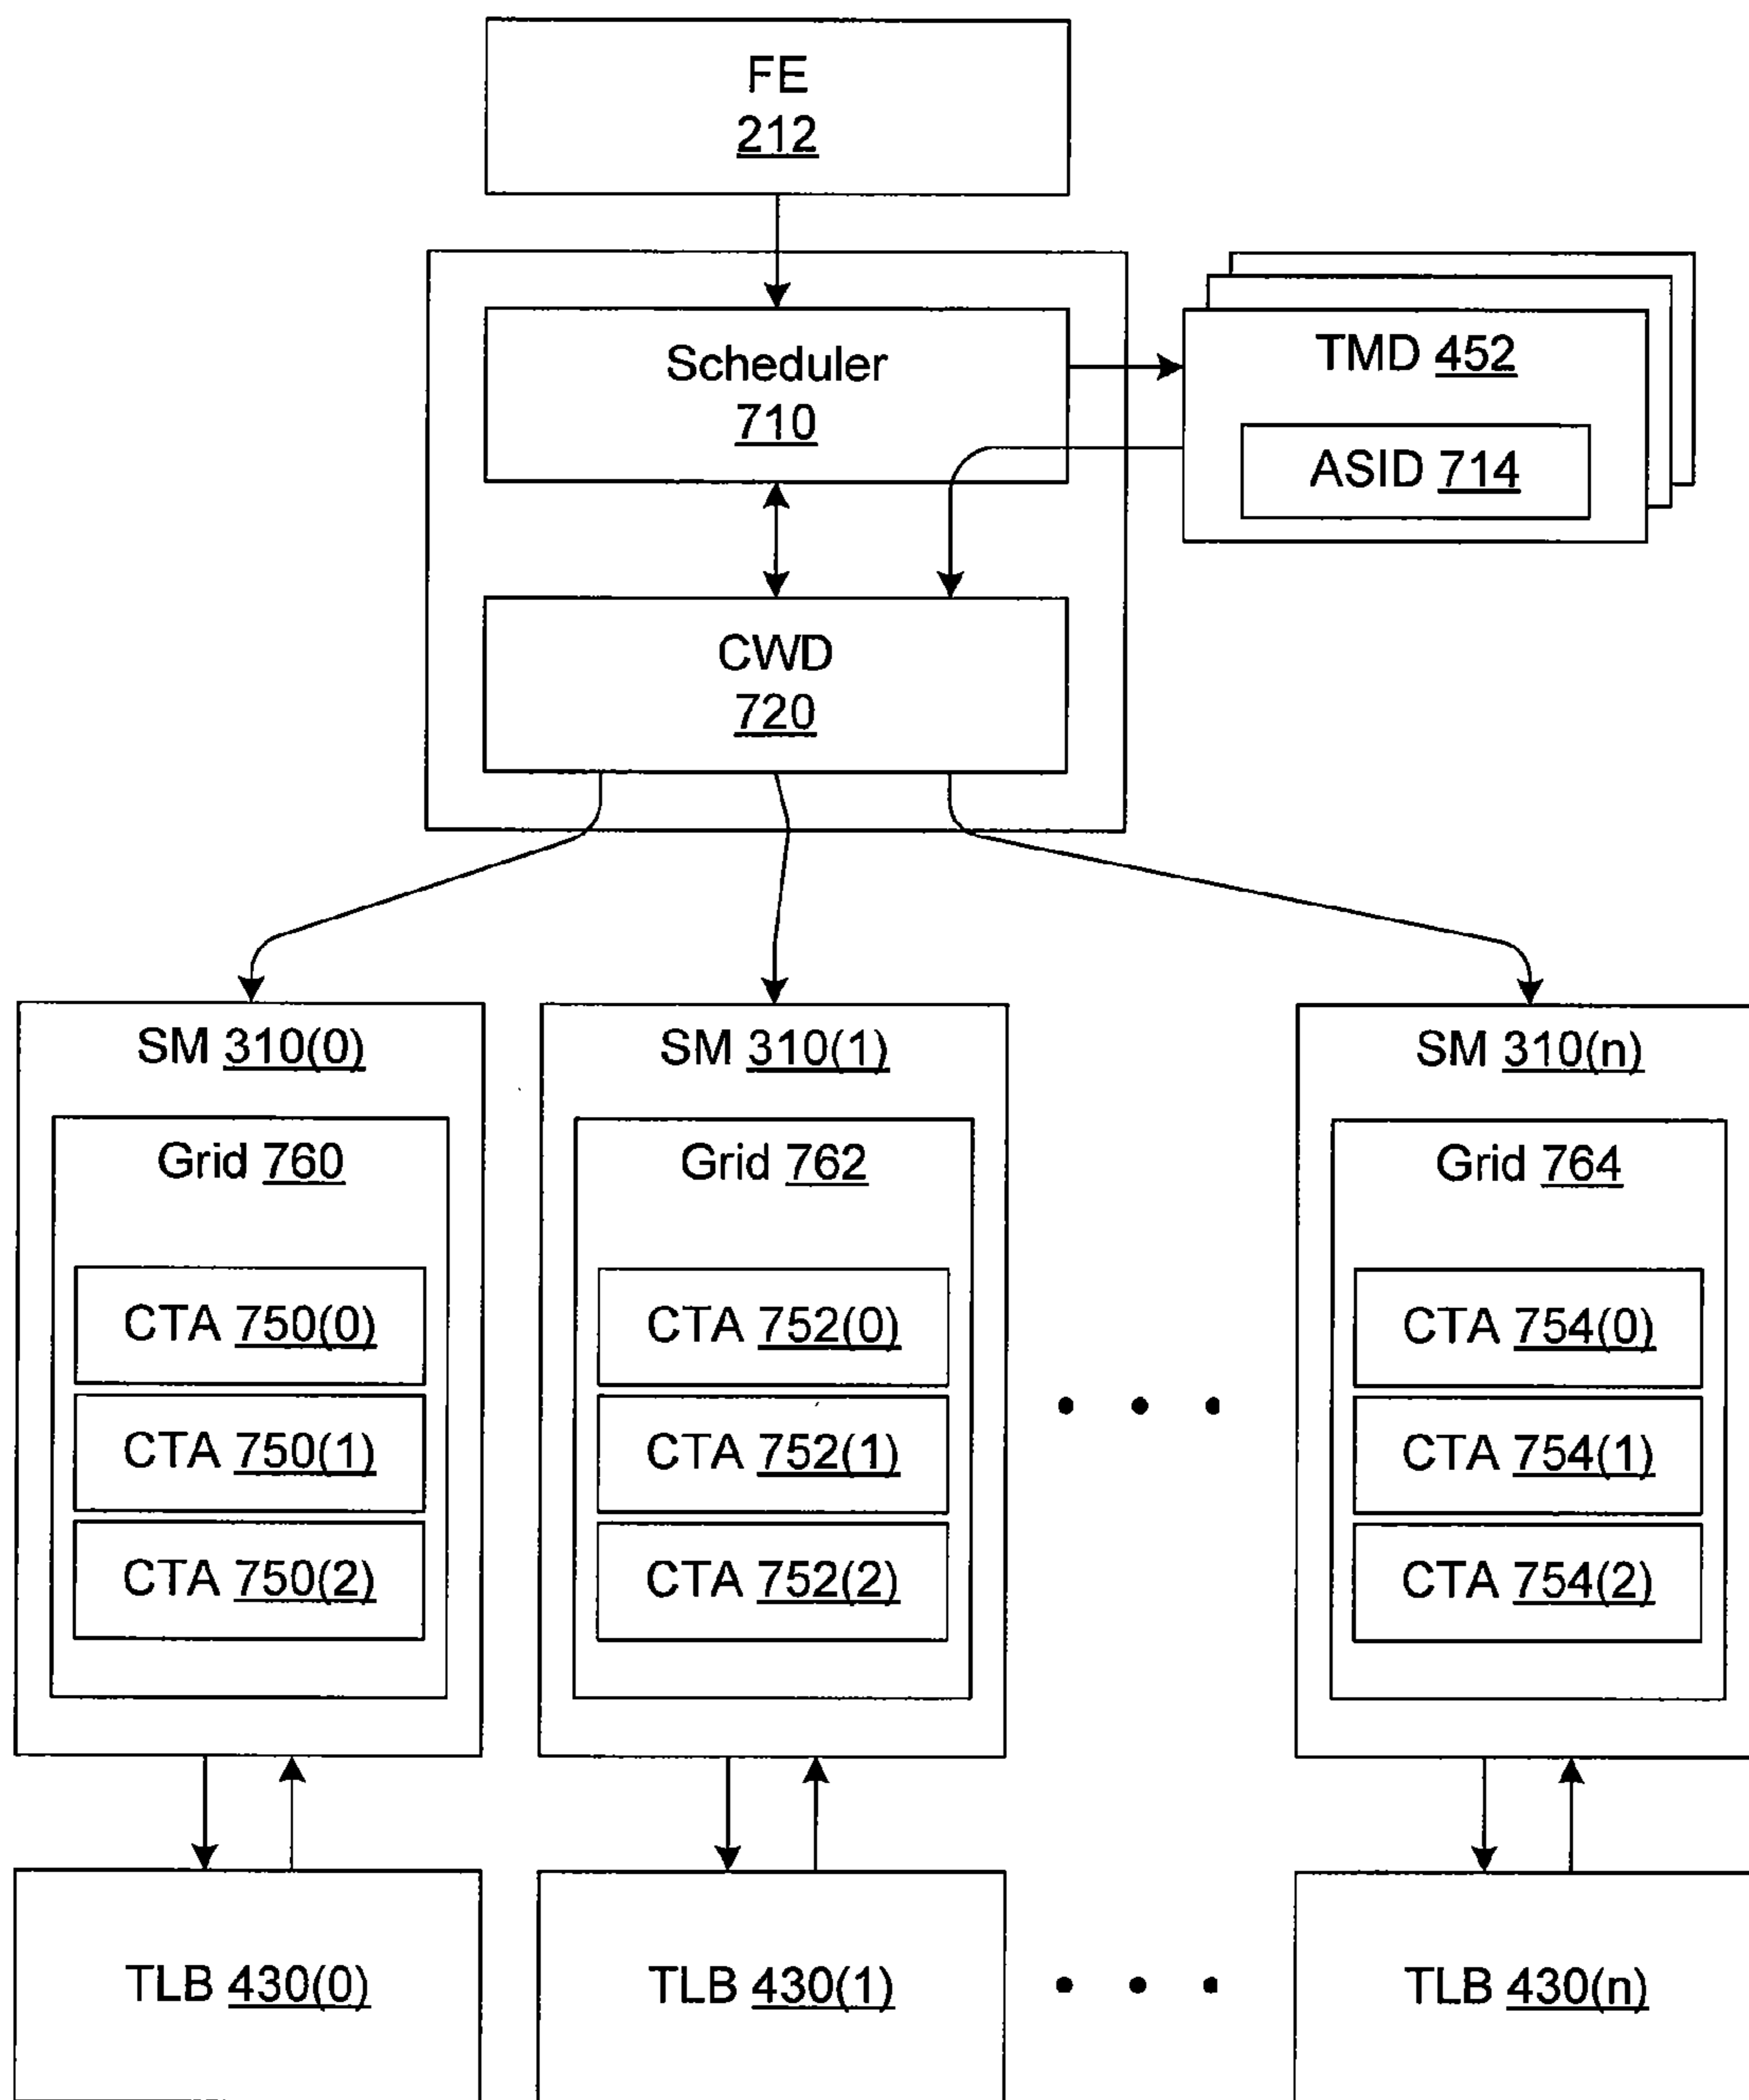 FE
212
Scheduler
710
TMD 452
ASID 714
CWD
720
SM 310(0)
SM 310(1)
SM 310(n)
Grid 760
Grid 762
Grid 764
CTA 750(0)
CTA 752(0)
CTA 754(0)
CTA 750(1)
CTA 752(1)
CTA 754(1)
CTA 750(2)
CTA 752(2)
CTA 754(2)
TLB 430(0)
TLB 430(1)
TLB 430(n)